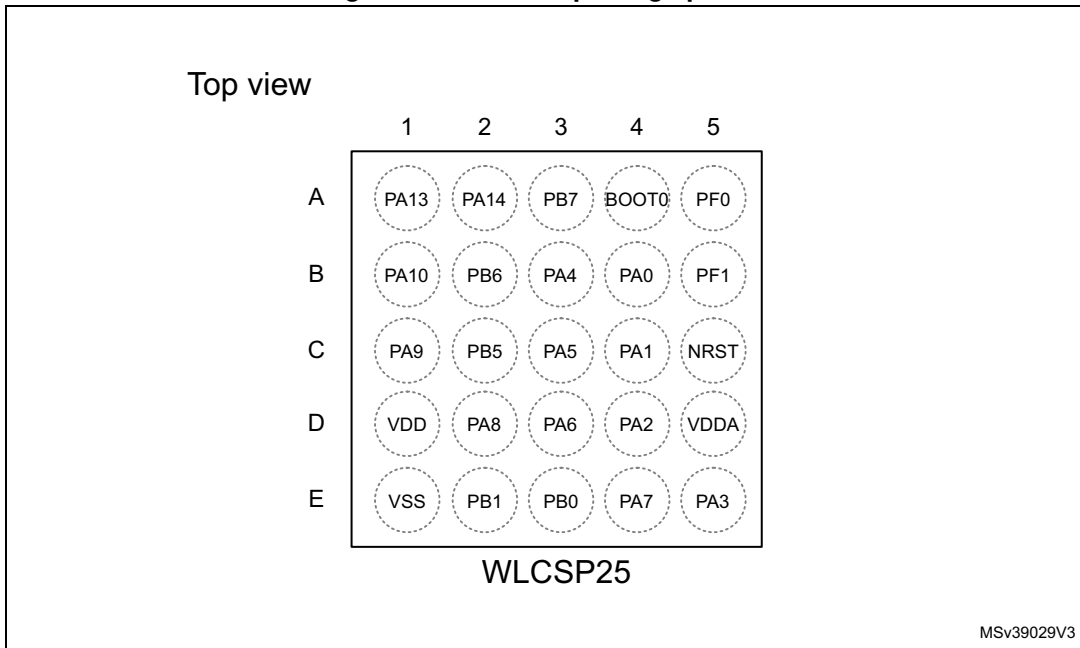 Top view
1 2 3 4 5
A PA13 PA14 PB7 BOOT0 PF0
B PA10 PB6 PA4 PA0 PF1
C PA9 PB5 PA5 PA1 NRST
D VDD PA8 PA6 PA2 VDDA
E VSS PB1 PB0 PA7 PA3
WLCSP25
MSv39029V3